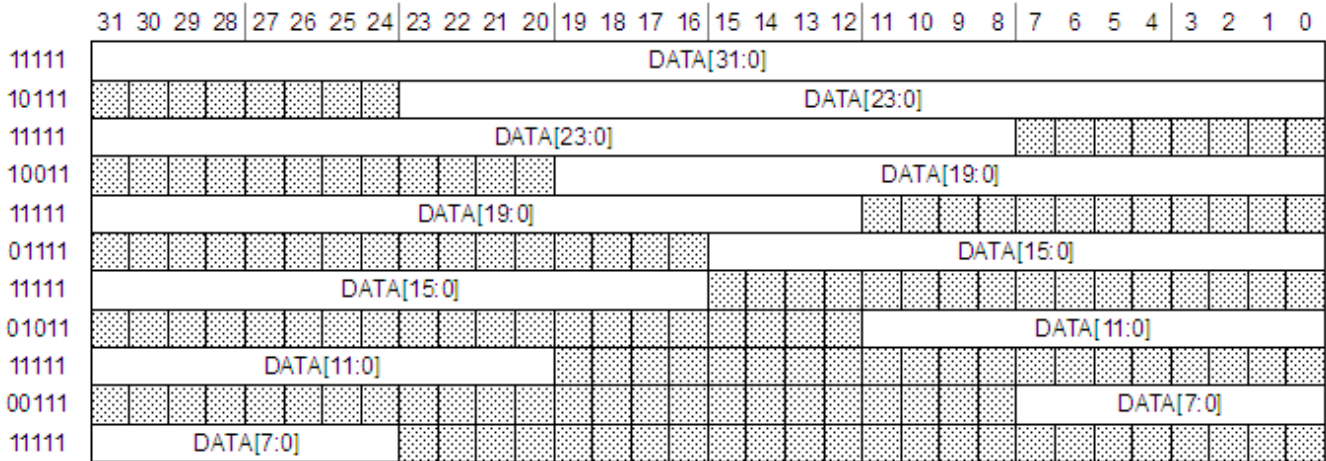 31 30 29 28 27 26 25 24 23 22 21 20 19 18 17 16 15 14 13 12 11 10 9 8 7 6 5 4 3 2 1 0
11111 DATA[31:0]
10111 DATA[23:0]
11111 DATA[23:0]
10011 DATA[19:0]
11111 DATA[19:0]
01111 DATA[15:0]
11111 DATA[15:0]
01011 DATA[11:0]
11111 DATA[11:0]
00111 DATA[7:0]
11111 DATA[7:0]